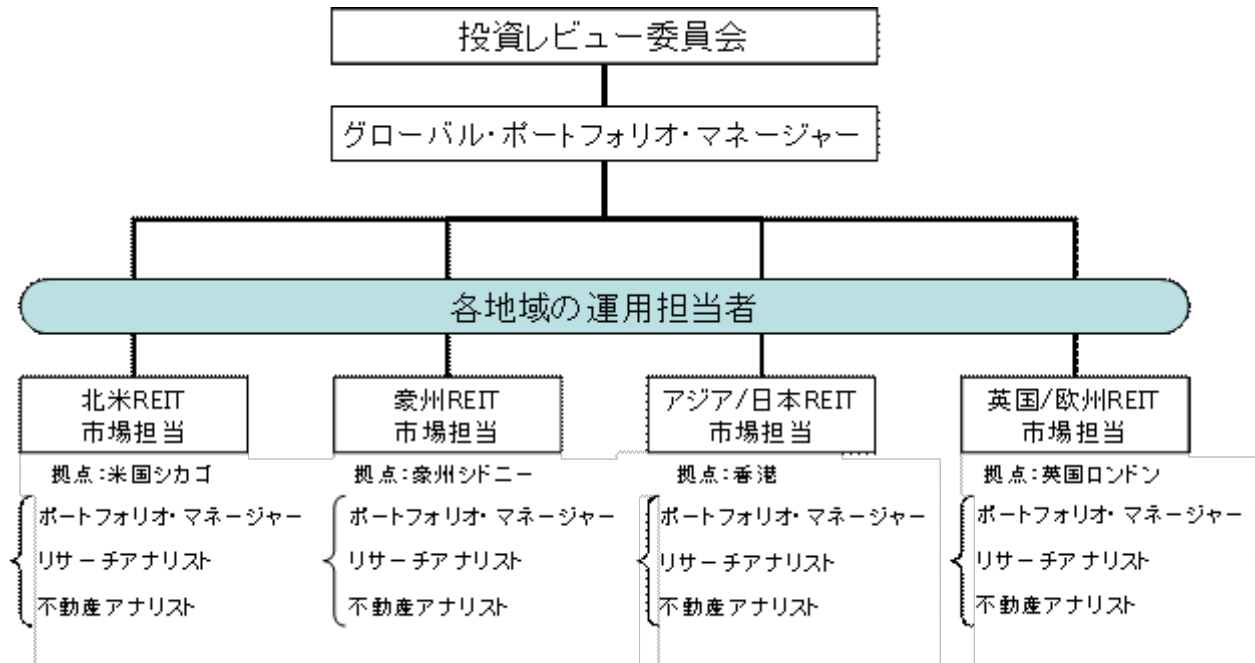 投資レビュー委員会
グローバル・ポートフォリオ・マネージャー
各地域の運用担当者
北米REIT
市場担当
拠点：米国シカゴ
ポートフォリオ・マネージャー
リサーチアナリスト
不動産アナリスト
豪州REIT
市場担当
拠点：豪州シドニー
ポートフォリオ・マネージャー
リサーチアナリスト
不動産アナリスト
アジア/日本REIT
市場担当
拠点：香港
ポートフォリオ・マネージャー
リサーチアナリスト
不動産アナリスト
英国/欧州REIT
市場担当
拠点：英国ロンドン
ポートフォリオ・マネージャー
リサーチアナリスト
不動産アナリスト